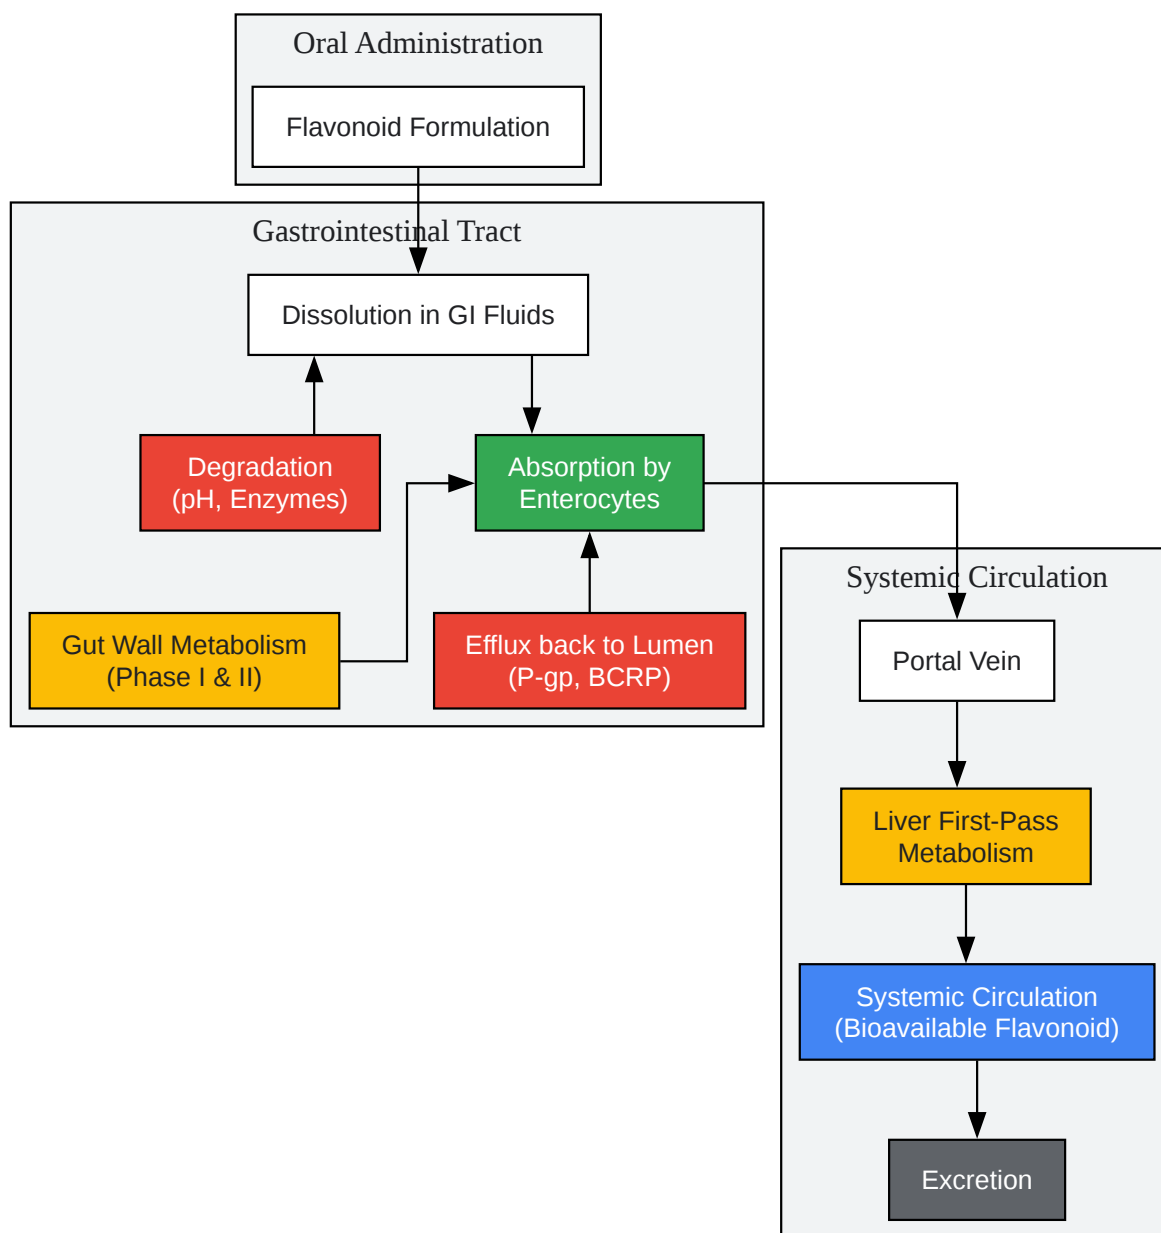 Oral Administration
Flavonoid Formulation
Gastrointestinal Tract
Dissolution in GI Fluids
Degradation
(pH, Enzymes)
Absorption by
Enterocytes
Gut Wall Metabolism
(Phase I & II)
Efflux back to Lumen
(P-gp, BCRP)
Systemic Circulation
Portal Vein
Liver First-Pass
Metabolism
Systemic Circulation
(Bioavailable Flavonoid)
Excretion